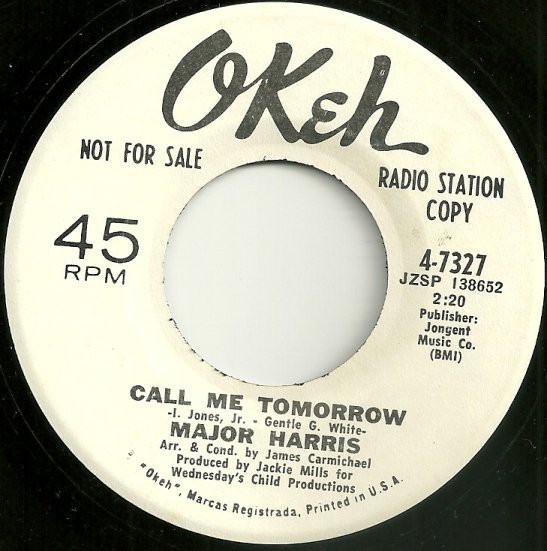 OKeh
NOT FOR SALE
RADIO STATION
COPY
45
RPM
4-7327
JZSP 138652
2:20
Publisher:
Jongent
Music Co.
(BMI)
CALL ME TOMORROW
-I. Jones, Jr. - Gentle G. White-
MAJOR HARRIS
Arr. & Cond. by James Carmichael
Produced by Jackie Mills for
Wednesday's Child Productions
"Okeh", Marcas Registrada, Printed in U.S.A.